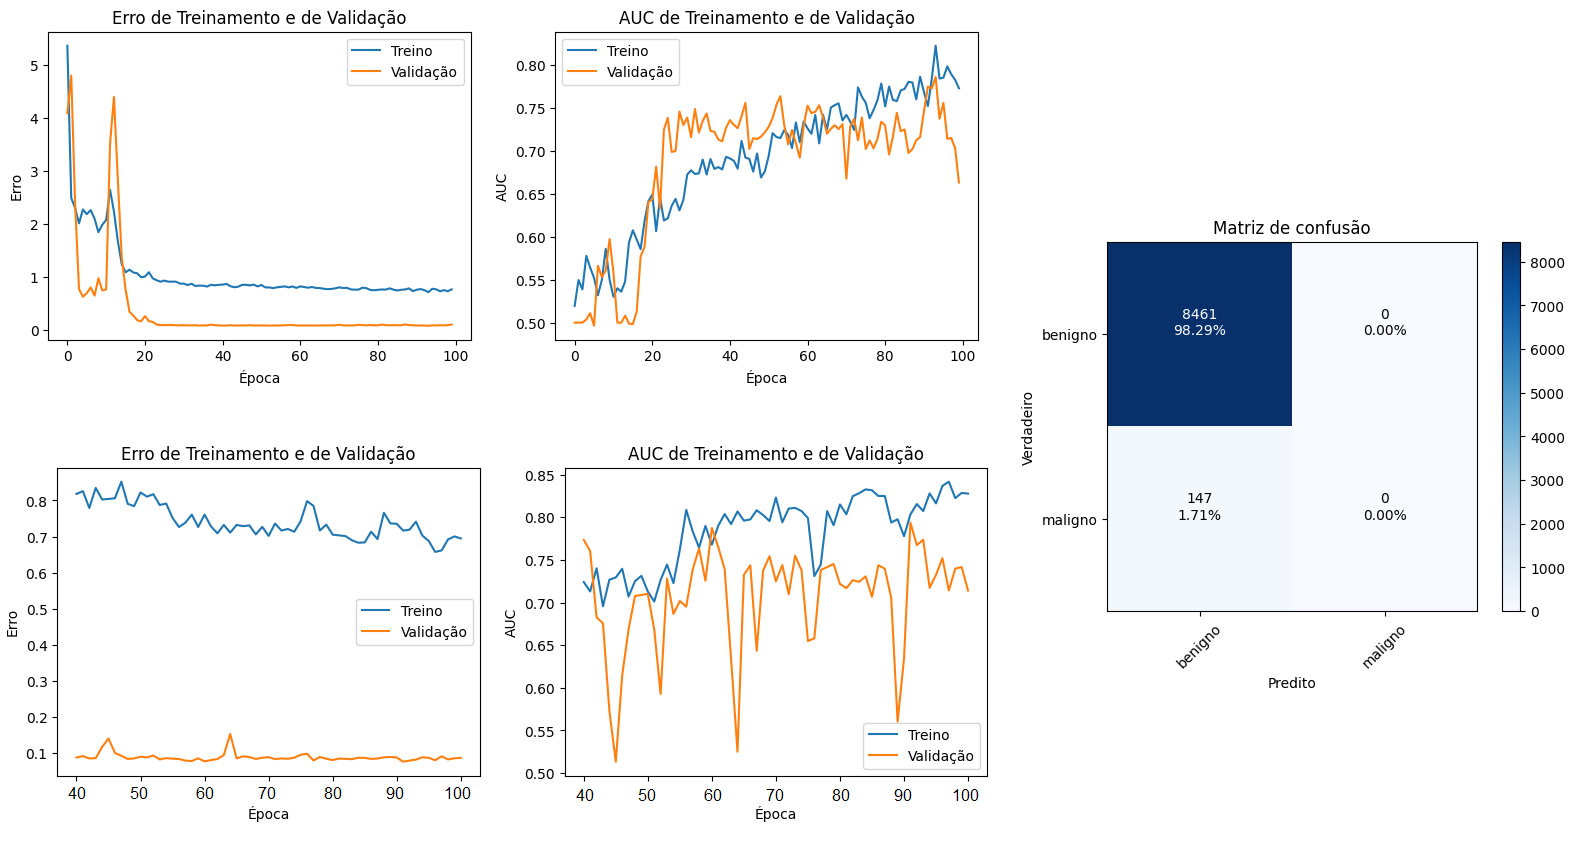 Erro de Treinamento e de Validação
Erro
5
4
3
2
1
0
0 20 40 60 80 100
Época
Treino
Validação
AUC de Treinamento e de Validação
AUC
0.80
0.75
0.70
0.65
0.60
0.55
0.50
0 20 40 60 80 100
Época
Treino
Validação
Erro de Treinamento e de Validação
Erro
0.8
0.7
0.6
0.5
0.4
0.3
0.2
0.1
40 50 60 70 80 90 100
Época
Treino
Validação
AUC de Treinamento e de Validação
AUC
0.85
0.80
0.75
0.70
0.65
0.60
0.55
0.50
40 50 60 70 80 90 100
Época
Treino
Validação
Matriz de confusão
Verdadeiro
benigno
maligno
8461
98.29%
0
0.00%
147
1.71%
0
0.00%
benigno
maligno
Predito
8000
7000
6000
5000
4000
3000
2000
1000
0